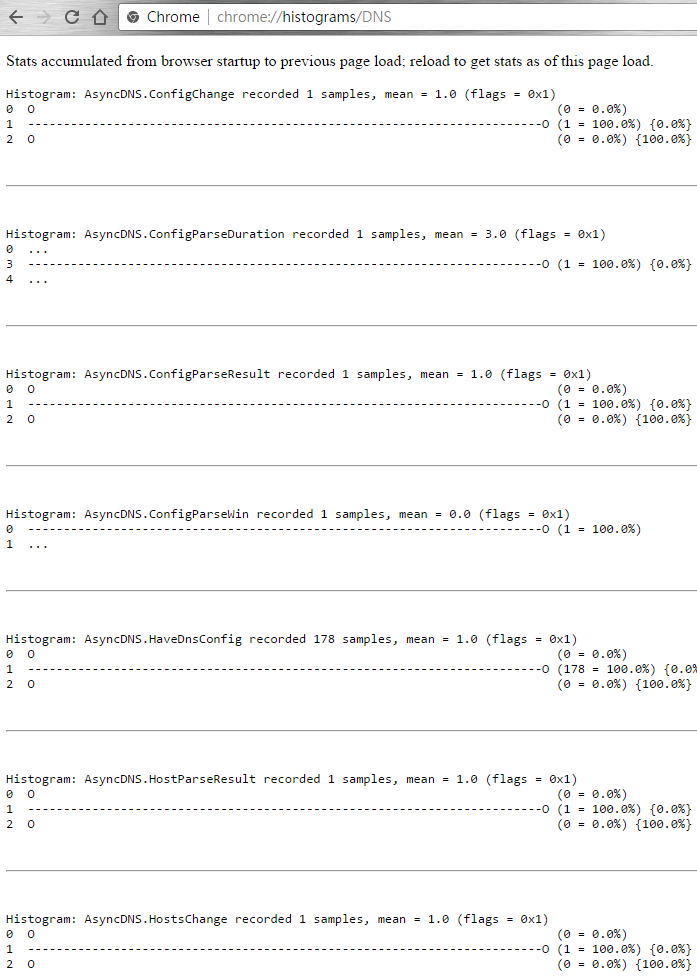 Chrome | chrome://histograms/DNS
Stats accumulated from browser startup to previous page load; reload to get stats as of this page load.
Histogram: AsyncDNS.ConfigChange recorded 1 samples, mean = 1.0 (flags = 0x1)
0  O                                                                         (0 = 0.0%)
1  ------------------------------------------------------------------------O (1 = 100.0%) {0.0%}
2  O                                                                         (0 = 0.0%) {100.0%}
Histogram: AsyncDNS.ConfigParseDuration recorded 1 samples, mean = 3.0 (flags = 0x1)
0  ...
3  ------------------------------------------------------------------------O (1 = 100.0%) {0.0%}
4  ...
Histogram: AsyncDNS.ConfigParseResult recorded 1 samples, mean = 1.0 (flags = 0x1)
0  O                                                                         (0 = 0.0%)
1  ------------------------------------------------------------------------O (1 = 100.0%) {0.0%}
2  O                                                                         (0 = 0.0%) {100.0%}
Histogram: AsyncDNS.ConfigParseWin recorded 1 samples, mean = 0.0 (flags = 0x1)
0  ------------------------------------------------------------------------O (1 = 100.0%)
1  ...
Histogram: AsyncDNS.HaveDnsConfig recorded 178 samples, mean = 1.0 (flags = 0x1)
0  O                                                                         (0 = 0.0%)
1  ------------------------------------------------------------------------O (178 = 100.0%) {0.0%
2  O                                                                         (0 = 0.0%) {100.0%}
Histogram: AsyncDNS.HostParseResult recorded 1 samples, mean = 1.0 (flags = 0x1)
0  O                                                                         (0 = 0.0%)
1  ------------------------------------------------------------------------O (1 = 100.0%) {0.0%}
2  O                                                                         (0 = 0.0%) {100.0%}
Histogram: AsyncDNS.HostsChange recorded 1 samples, mean = 1.0 (flags = 0x1)
0  O                                                                         (0 = 0.0%)
1  ------------------------------------------------------------------------O (1 = 100.0%) {0.0%}
2  O                                                                         (0 = 0.0%) {100.0%}